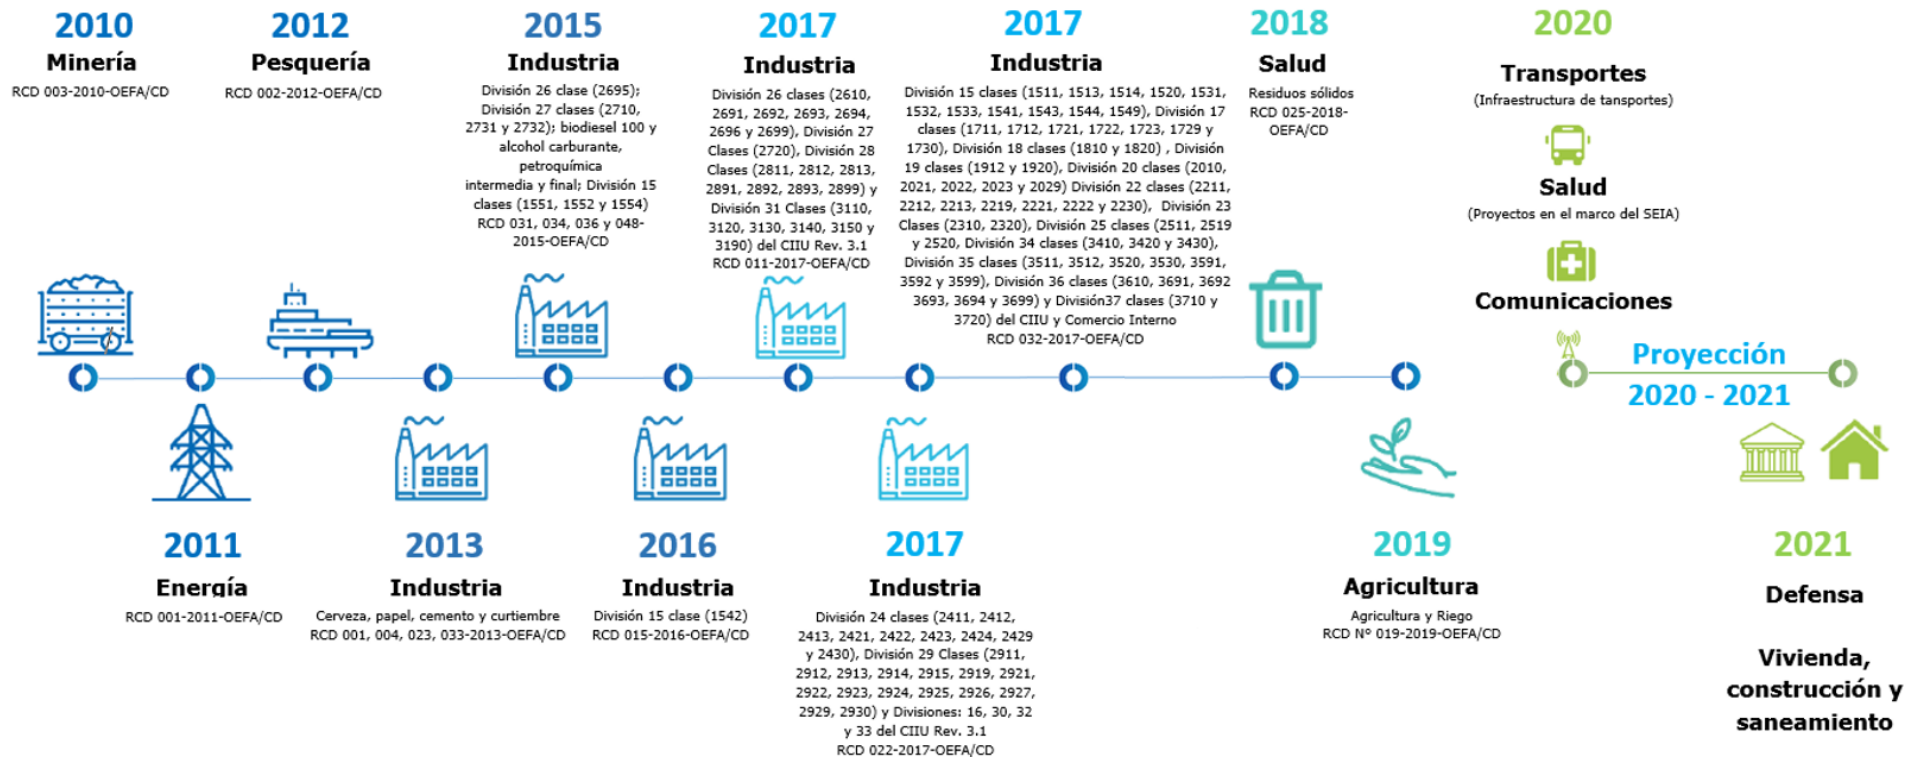 2010
Minería
RCD 003-2010-OEFA/CD
2012
Pesquería
RCD 002-2012-OEFA/CD
2015
Industria
División 26 clase (2695);
División 27 clases (2710,
2731 y 2732); biodiesel 100 y
alcohol carburante,
petroquímica
intermedia y final; División 15
clases (1551, 1552 y 1554)
RCD 031, 034, 036 y 048-
2015-OEFA/CD
2017
Industria
División 26 clases (2610,
2691, 2692, 2693, 2694,
2696 y 2699), División 27
Clases (2720), División 28
Clases (2811, 2812, 2813,
2891, 2892, 2893, 2899) y
División 31 Clases (3110,
3120, 3130, 3140, 3150 y
3190) del CIIU Rev. 3.1
RCD 011-2017-OEFA/CD
2017
Industria
División 15 clases (1511, 1513, 1514, 1520, 1531,
1532, 1533, 1541, 1543, 1544, 1549), División 17
clases (1711, 1712, 1721, 1722, 1723, 1729 y
1730), División 18 clases (1810 y 1820) , División
19 clases (1912 y 1920), División 20 clases (2010,
2021, 2022, 2023 y 2029) División 22 clases (2211,
2212, 2213, 2219, 2221, 2222 y 2230), División 23
Clases (2310, 2320), División 25 clases (2511, 2519
y 2520, División 34 clases (3410, 3420 y 3430),
División 35 clases (3511, 3512, 3520, 3530, 3591,
3592 y 3599), División 36 clases (3610, 3691, 3692
3693, 3694 y 3699) y División37 clases (3710 y
3720) del CIIU y Comercio Interno
RCD 032-2017-OEFA/CD
2018
Salud
Residuos sólidos
RCD 025-2018-
OEFA/CD
2020
Transportes
(Infraestructura de tansportes)
Salud
(Proyectos en el marco del SEIA)
Comunicaciones
Proyección
2020 - 2021
2011
Energía
RCD 001-2011-OEFA/CD
2013
Industria
Cerveza, papel, cemento y curtiembre
RCD 001, 004, 023, 033-2013-OEFA/CD
2016
Industria
División 15 clase (1542)
RCD 015-2016-OEFA/CD
2017
Industria
División 24 clases (2411, 2412,
2413, 2421, 2422, 2423, 2424, 2429
y 2430), División 29 Clases (2911,
2912, 2913, 2914, 2915, 2919, 2921,
2922, 2923, 2924, 2925, 2926, 2927,
2929, 2930) y Divisiones: 16, 30, 32
y 33 del CIIU Rev. 3.1
RCD 022-2017-OEFA/CD
2019
Agricultura
Agricultura y Riego
RCD Nº 019-2019-OEFA/CD
2021
Defensa
Vivienda,
construcción y
saneamiento